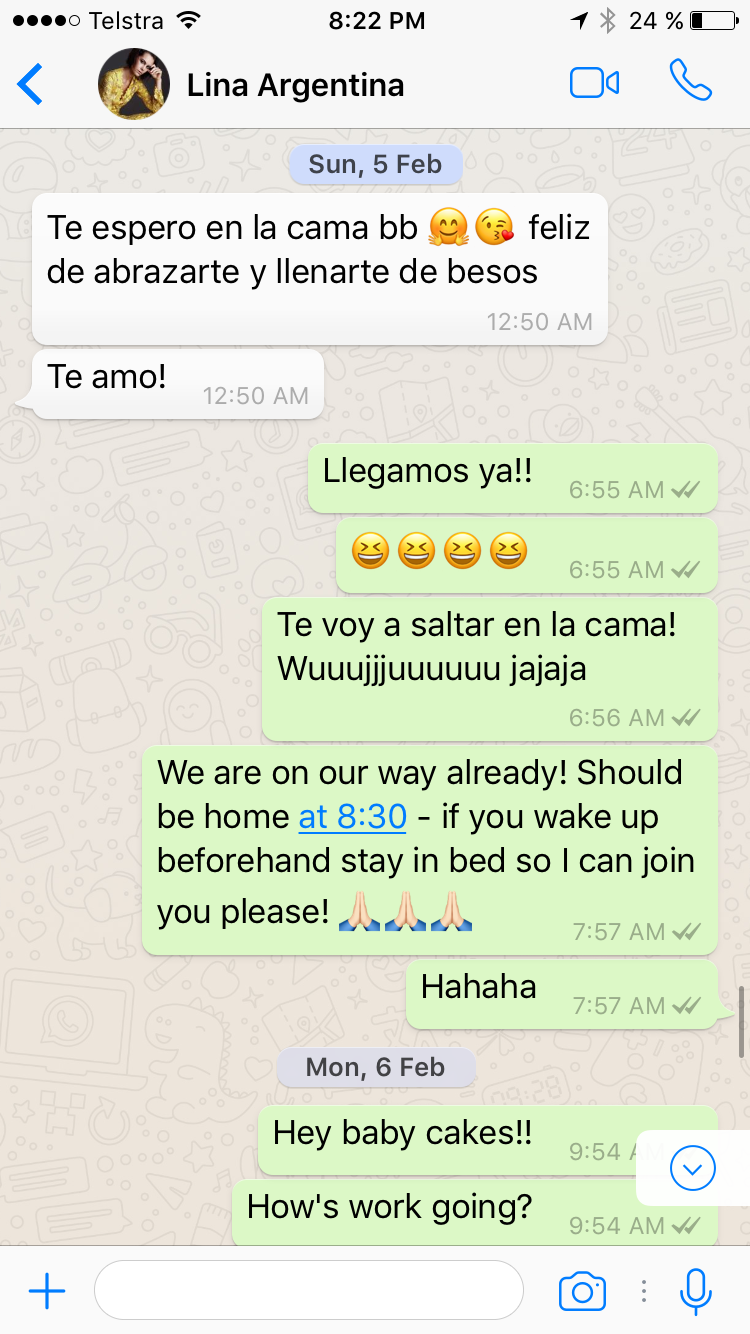 Telstra 8:22 PM 24 %
Lina Argentina
Sun, 5 Feb
Te espero en la cama bb 🤗😘 feliz
de abrazarte y llenarte de besos
12:50 AM
Te amo! 12:50 AM
Llegamos ya!! 6:55 AM
😆😆😆😆 6:55 AM
Te voy a saltar en la cama!
Wuuujjjuuuuuu jajaja
6:56 AM
We are on our way already! Should
be home at 8:30 - if you wake up
beforehand stay in bed so I can join
you please! 🙏🏻🙏🏻🙏🏻 7:57 AM
Hahaha 7:57 AM
Mon, 6 Feb
Hey baby cakes!! 9:54
How's work going? 9:54 AM